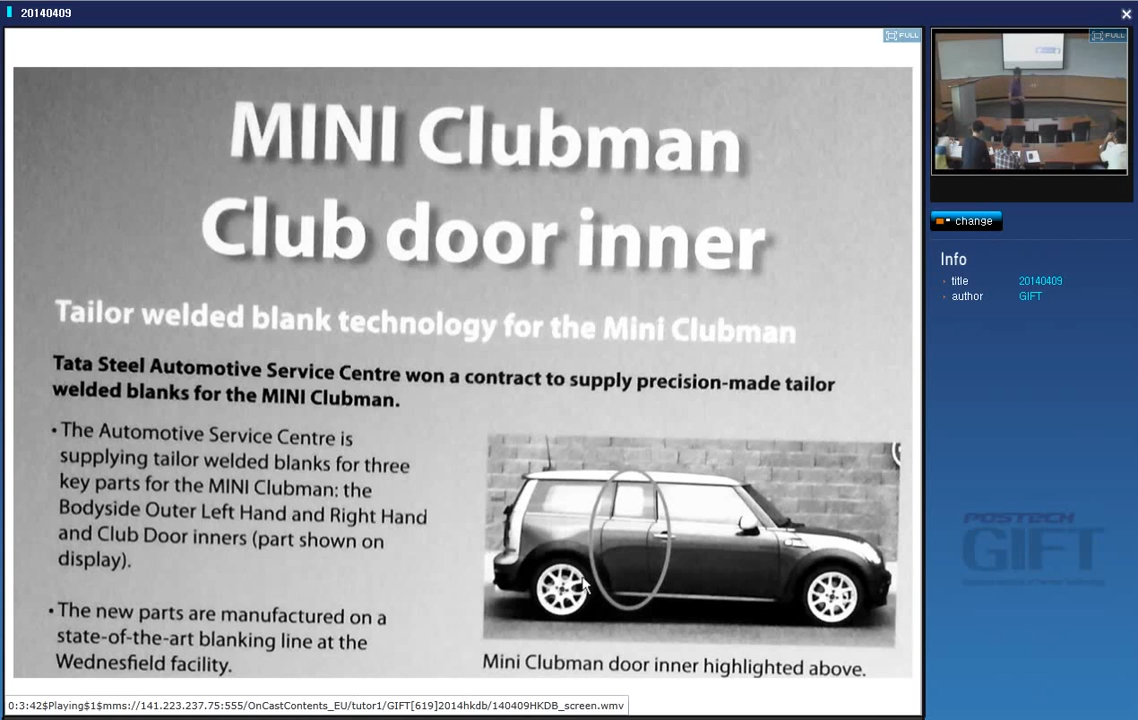 20140409
FULL
FULL
MINI Clubman
Club door inner
Tailor welded blank technology for the Mini Clubman
Tata Steel Automotive Service Centre won a contract to supply precision-made tailor
welded blanks for the MINI Clubman.
• The Automotive Service Centre is
supplying tailor welded blanks for three
key parts for the MINI Clubman: the
Bodyside Outer Left Hand and Right Hand
and Club Door inners (part shown on
display).
• The new parts are manufactured on a
state-of-the-art blanking line at the
Wednesfield facility.
Mini Clubman door inner highlighted above.
change
Info
title 20140409
author GIFT
POSTECH
GIFT
0:3:42$Playing$1$mms://141.223.237.75:555/OnCastContents_EU/tutor1/GIFT[619]2014hkdb/140409HKDB_screen.wmv